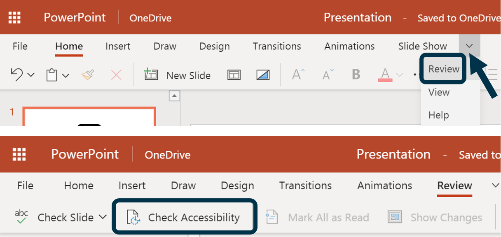 PowerPoint OneDrive Presentation - Saved to OneDrive
File Home Insert Draw Design Transitions Animations Slide Show
New Slide A A B A
Review
View
Help
1
PowerPoint OneDrive Presentation - Saved to
File Home Insert Draw Design Transitions Animations Review
abc Check Slide Check Accessibility Mark All as Read Show Changes